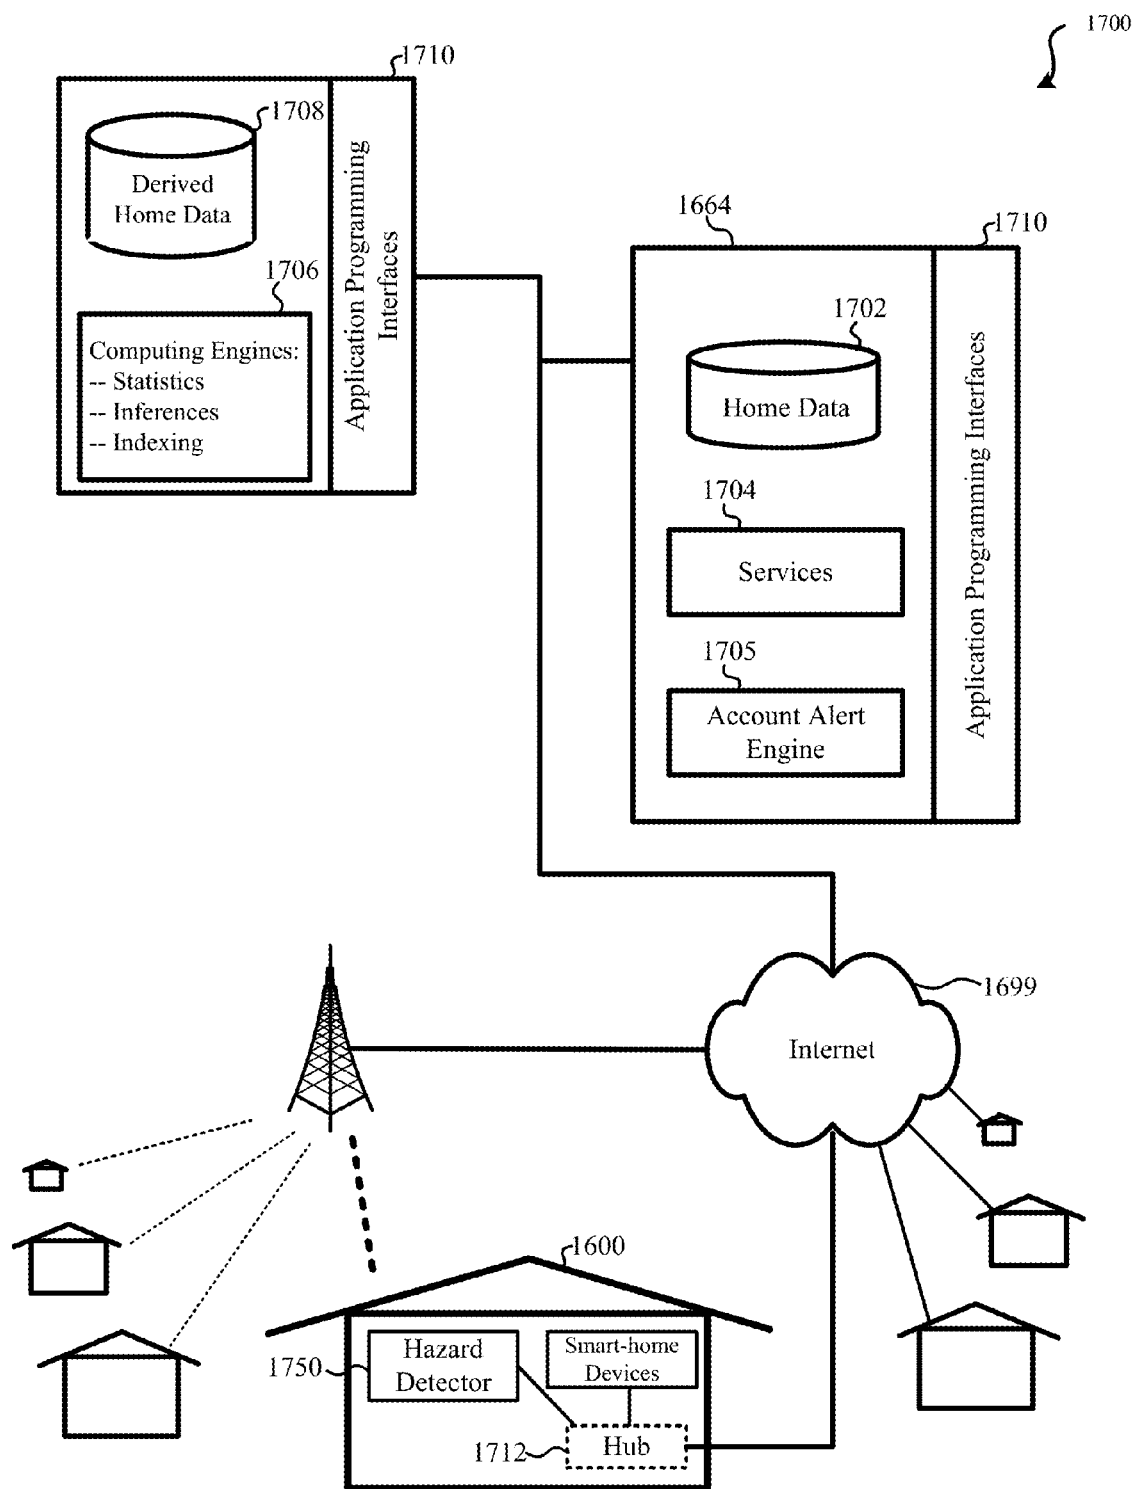 1700
1710
1708
Derived
Home Data
1706
Computing Engines:
-- Statistics
-- Inferences
-- Indexing
Application Programming
Interfaces
1664
1710
1702
Home Data
1704
Services
1705
Account Alert
Engine
Application Programming Interfaces
1699
Internet
1600
1750
Hazard
Detector
Smart-home
Devices
1712
Hub